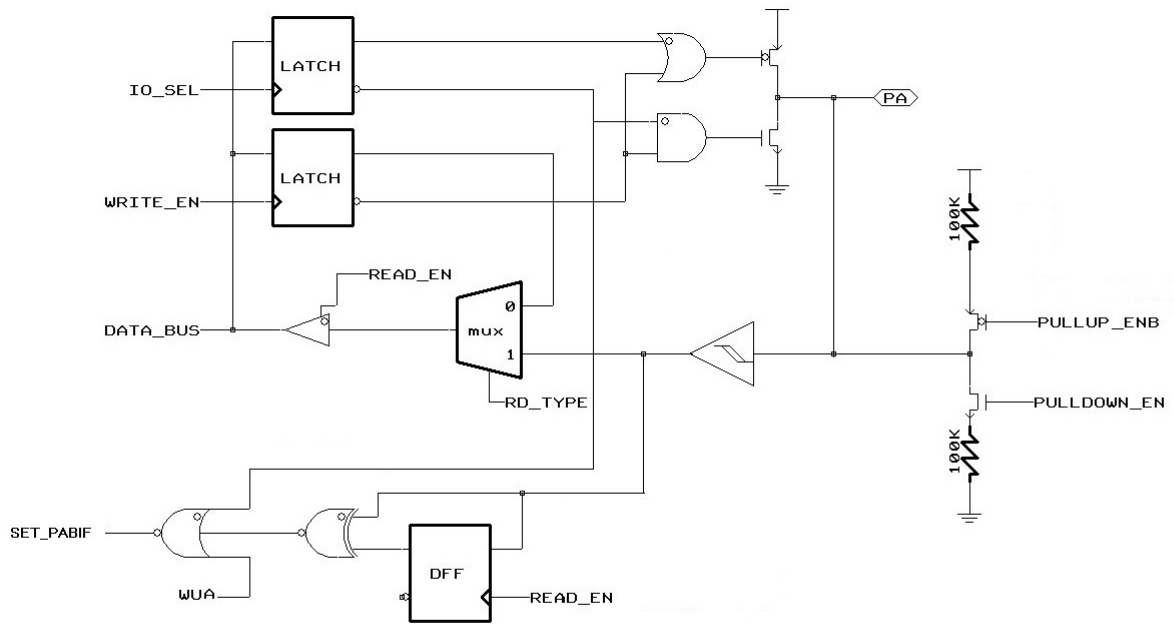 LATCH
IO_SEL
PA
LATCH
WRITE_EN
100K
READ_EN
0
DATA_BUS
mux
PULLUP_ENB
1
RD_TYPE
PULLDOWN_EN
100K
SET_PABIF
DFF
WUA
READ_EN